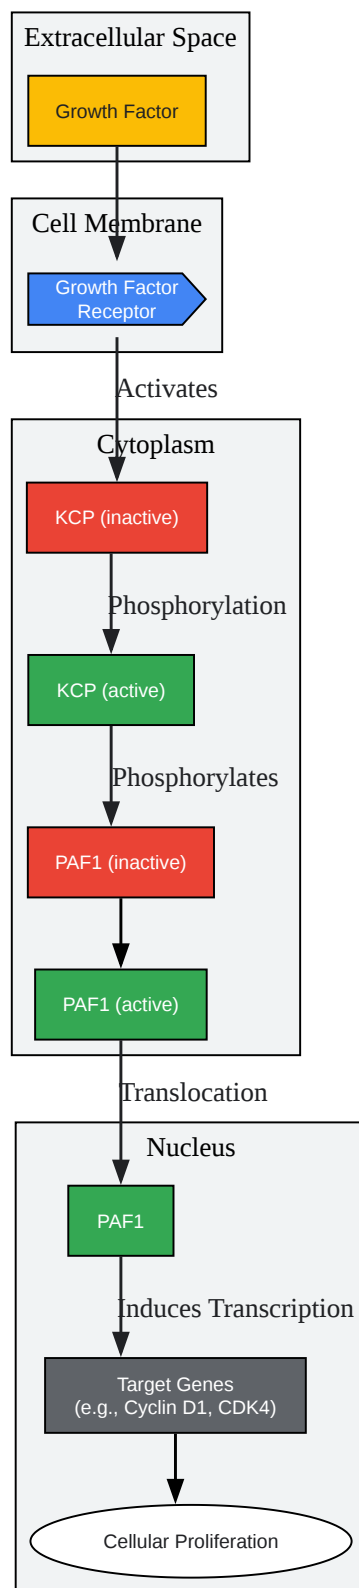 Extracellular Space
Growth Factor
Cell Membrane
Growth Factor
Receptor
Activates
Cytoplasm
KCP (inactive)
Phosphorylation
KCP (active)
Phosphorylates
PAF1 (inactive)
PAF1 (active)
Translocation
Nucleus
PAF1
Induces Transcription
Target Genes
(e.g., Cyclin D1, CDK4)
Cellular Proliferation